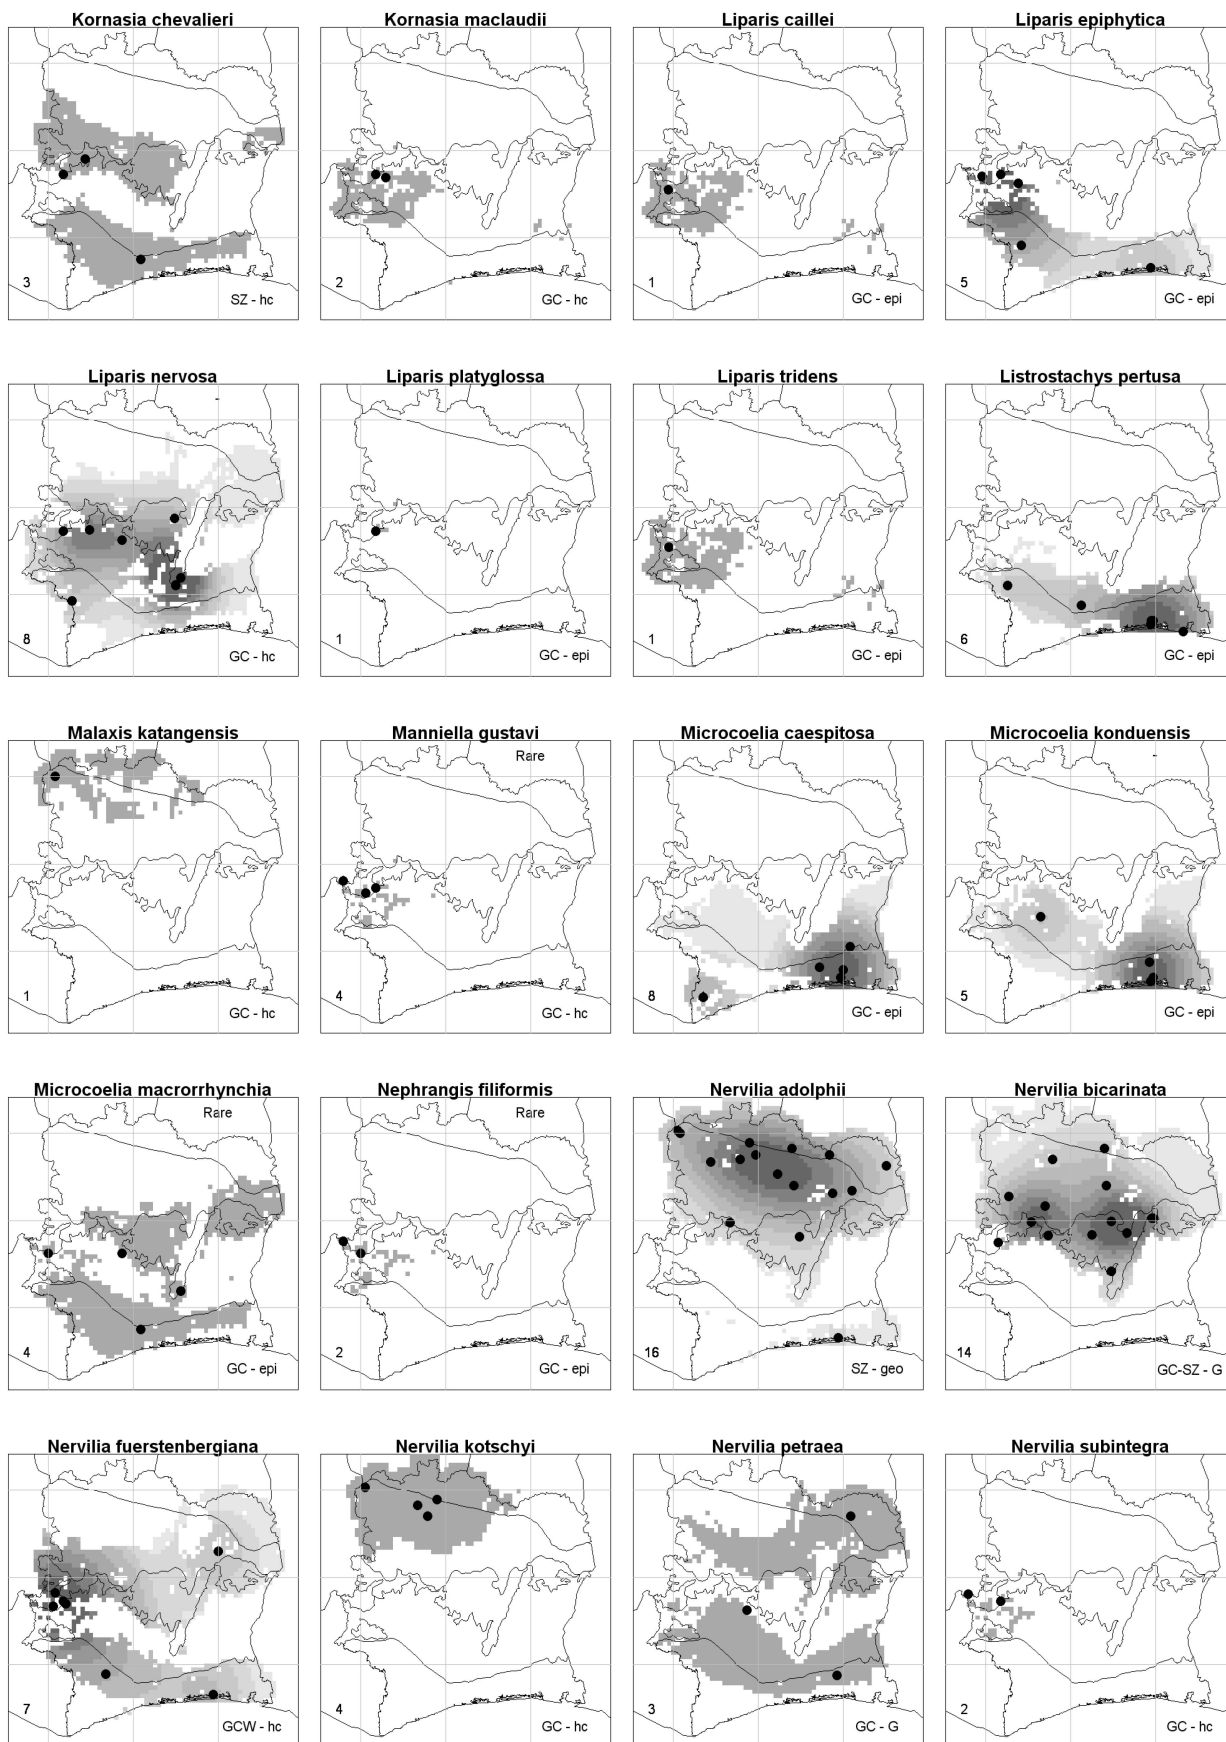 Kornasia chevalieri
3
SZ - hc
Kornasia maclaudii
2
GC - hc
Liparis caillei
1
GC - epi
Liparis epiphytica
5
GC - epi
Liparis nervosa
8
GC - hc
Liparis platyglossa
1
GC - epi
Liparis tridens
1
GC - epi
Listrostachys pertusa
6
GC - epi
Malaxis katangensis
1
GC - hc
Manniella gustavi
Rare
4
GC - hc
Microcoelia caespitosa
8
GC - epi
Microcoelia konduensis
5
GC - epi
Microcoelia macrorrhynchia
Rare
4
GC - epi
Nephrangis filiformis
Rare
2
GC - epi
Nervilia adolphii
16
SZ - geo
Nervilia bicarinata
14
GC-SZ - G
Nervilia fuerstenbergiana
7
GCW - hc
Nervilia kotschyi
4
GC - hc
Nervilia petraea
3
GC - G
Nervilia subintegra
2
GC - hc